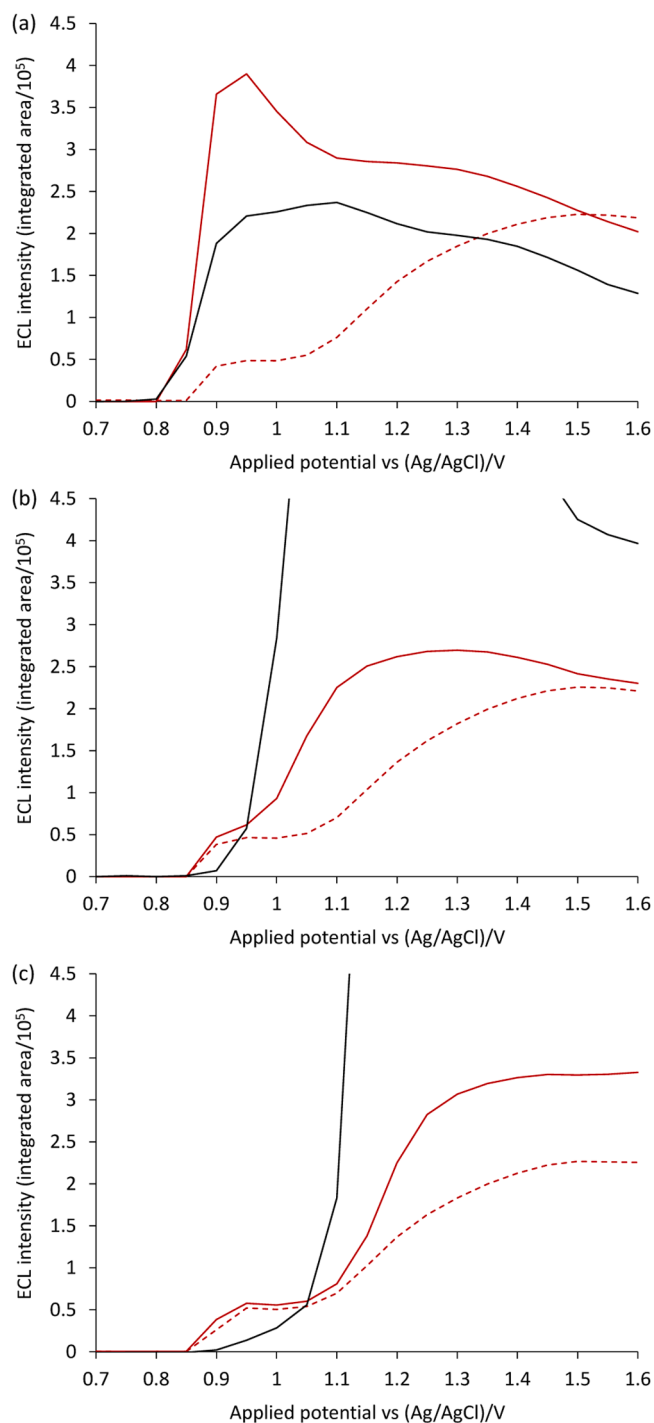 (a)
ECL intensity (integrated area/10⁵)
4.5
4
3.5
3
2.5
2
1.5
1
0.5
0
0.7 0.8 0.9 1 1.1 1.2 1.3 1.4 1.5 1.6
Applied potential vs (Ag/AgCl)/V
(b)
ECL intensity (integrated area/10⁵)
4.5
4
3.5
3
2.5
2
1.5
1
0.5
0
0.7 0.8 0.9 1 1.1 1.2 1.3 1.4 1.5 1.6
Applied potential vs (Ag/AgCl)/V
(c)
ECL intensity (integrated area/10⁵)
4.5
4
3.5
3
2.5
2
1.5
1
0.5
0
0.7 0.8 0.9 1 1.1 1.2 1.3 1.4 1.5 1.6
Applied potential vs (Ag/AgCl)/V